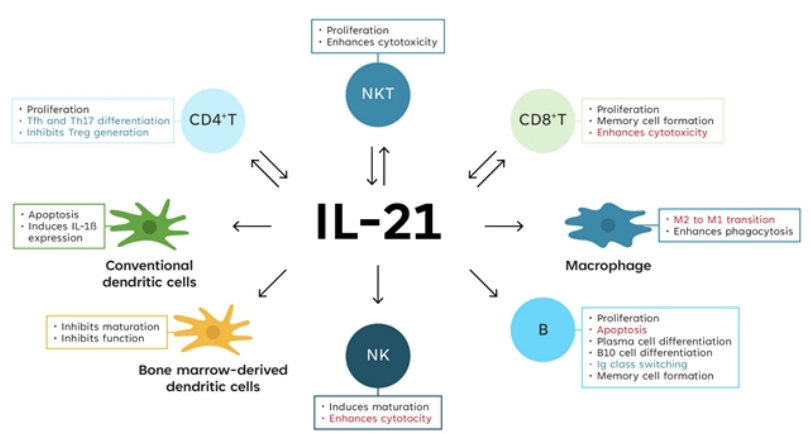 • Proliferation
• Enhances cytotoxicity
NKT
• Proliferation
• Tfh and Th17 differentiation
• Inhibits Treg generation
CD4⁺T
CD8⁺T
• Proliferation
• Memory cell formation
• Enhances cytotoxicity
IL-21
• Apoptosis
• Induces IL-1ß
expression
Conventional
dendritic cells
• M2 to M1 transition
• Enhances phagocytosis
Macrophage
• Inhibits maturation
• Inhibits function
Bone marrow-derived
dendritic cells
NK
• Induces maturation
• Enhances cytotocity
B
• Proliferation
• Apoptosis
• Plasma cell differentiation
• B10 cell differentiation
• Ig class switching
• Memory cell formation